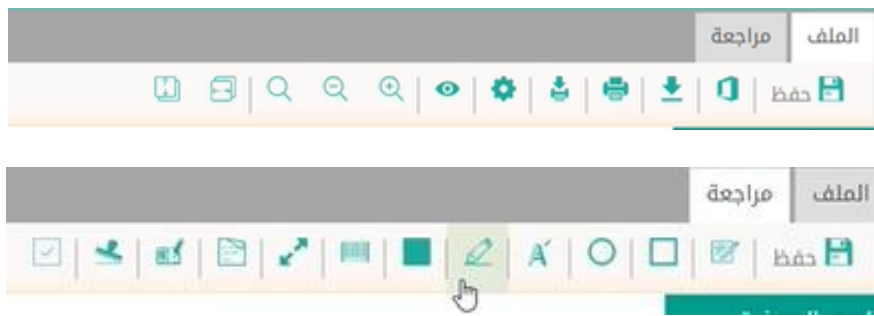 الملف مراجعة
حفظ
الملف مراجعة
حفظ